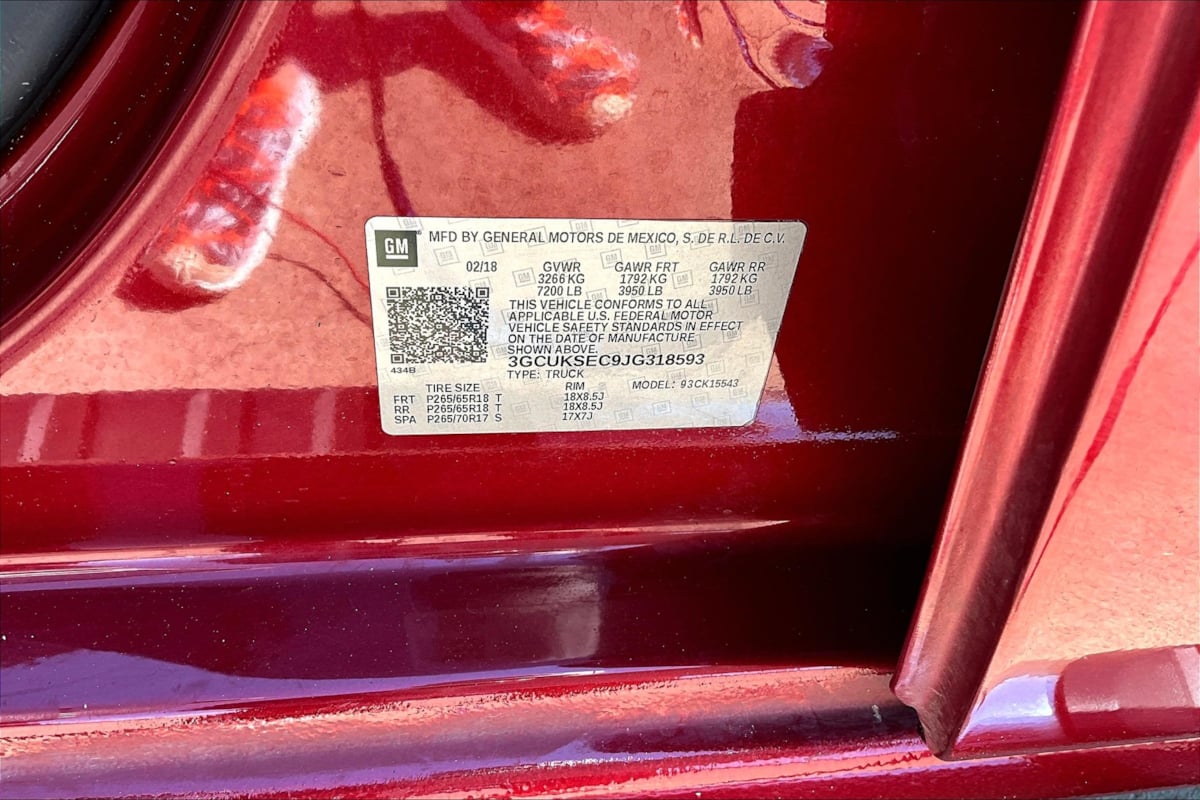 GM® MFD BY GENERAL MOTORS DE MEXICO, S. DE R.L. DE C.V.
02/18 GVWR GAWR FRT GAWR RR
3266 KG 1792 KG 1792 KG
7200 LB 3950 LB 3950 LB
THIS VEHICLE CONFORMS TO ALL
APPLICABLE U.S. FEDERAL MOTOR
VEHICLE SAFETY STANDARDS IN EFFECT
ON THE DATE OF MANUFACTURE
SHOWN ABOVE.
3GCUKSEC9JG318593
434B
TYPE: TRUCK
TIRE SIZE RIM MODEL: 93CK15543
FRT P265/65R18 T 18X8.5J
RR P265/65R18 T 18X8.5J
SPA P265/70R17 S 17X7J